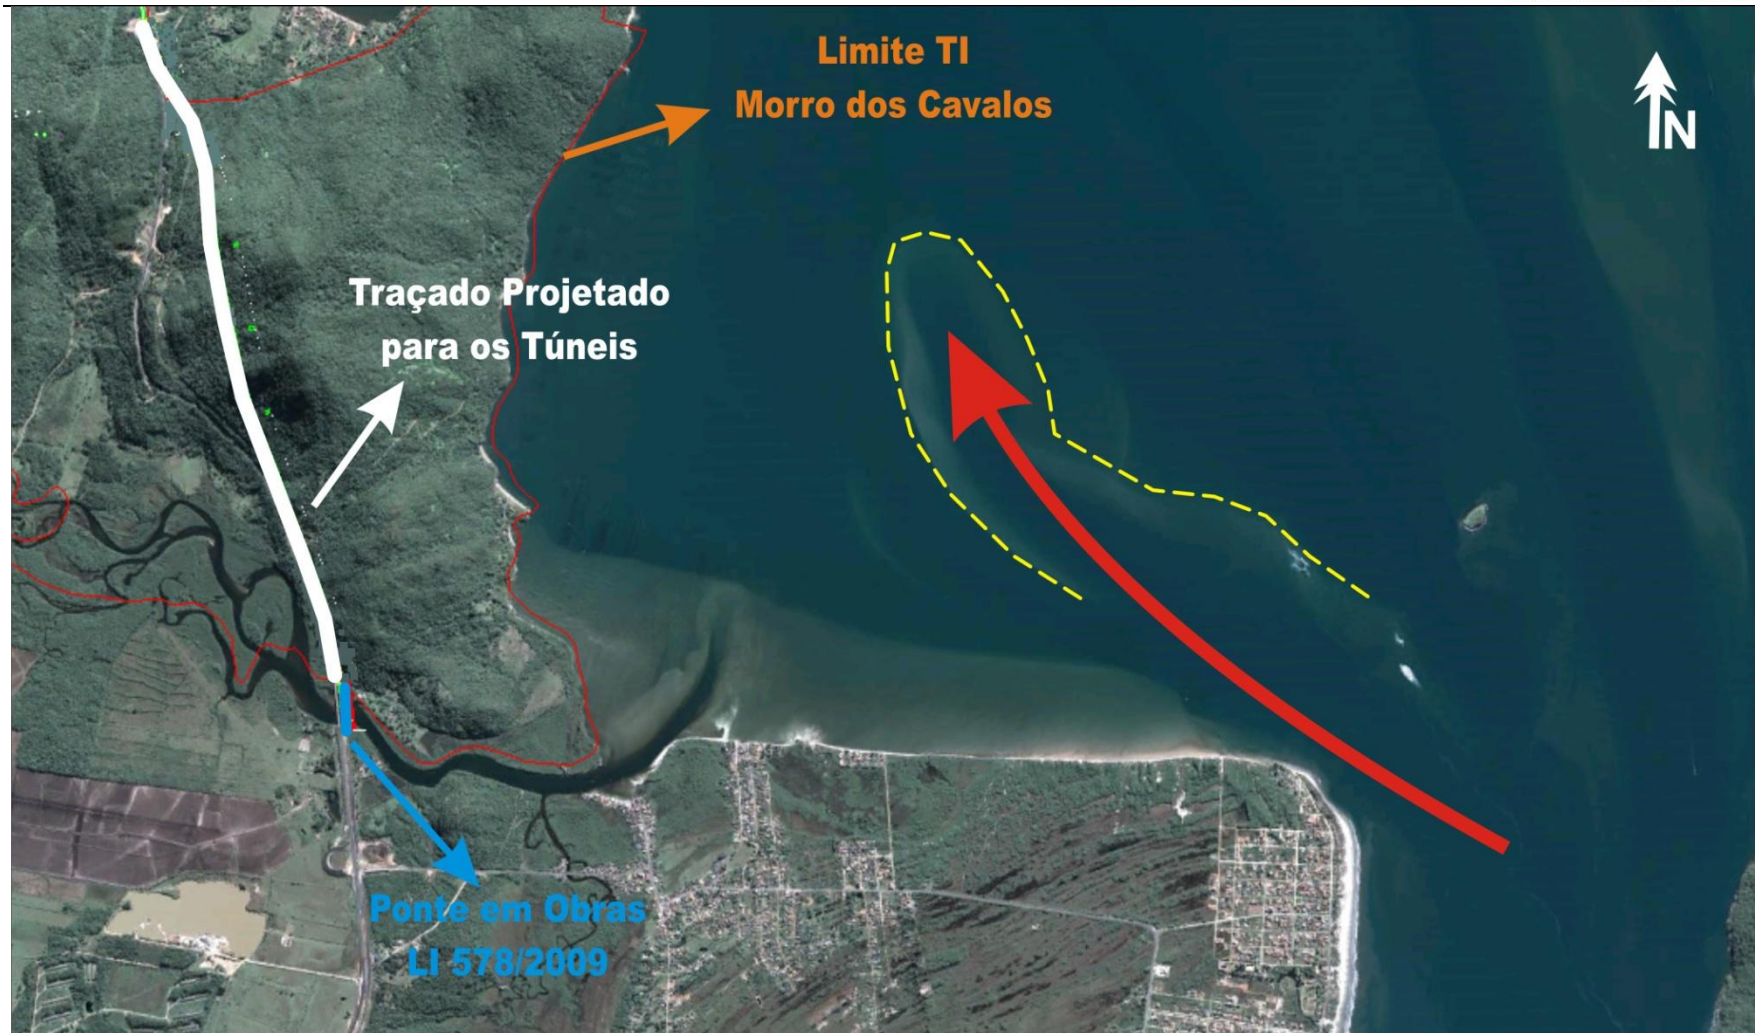 Limite TI
Morro dos Cavalos
N
Traçado Projetado
para os Túneis
Ponte em Obras
LI 578/2009